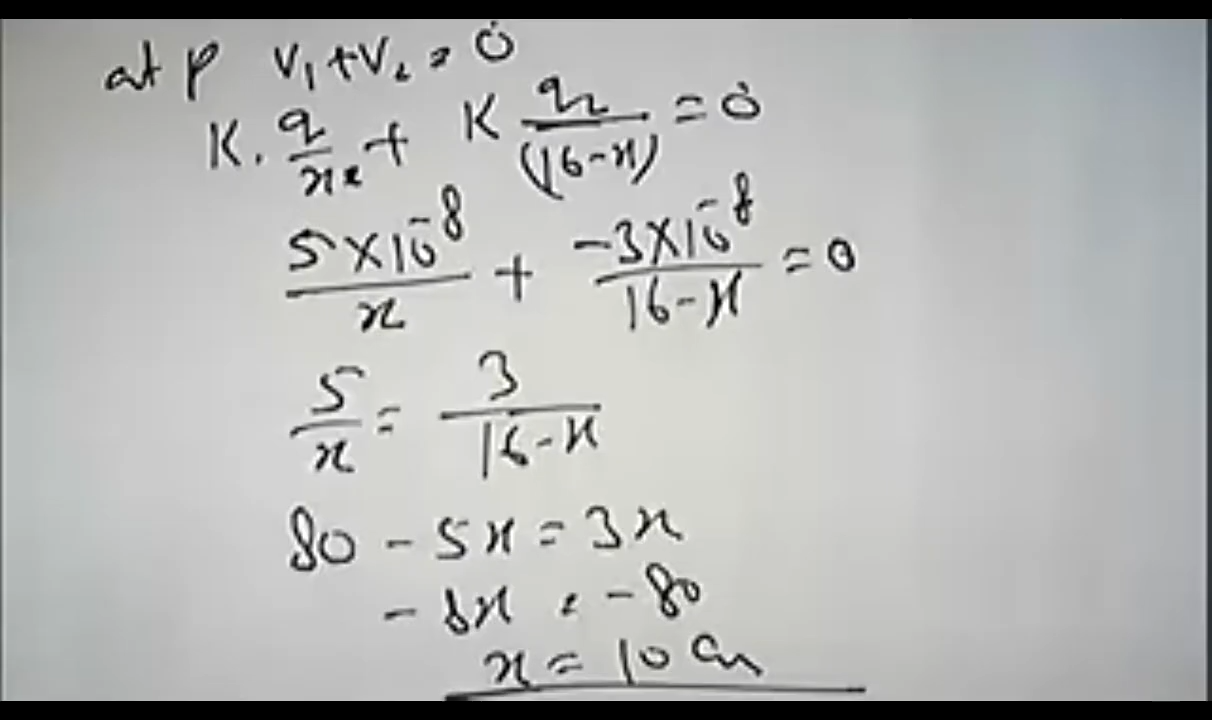 at P V₁+V₂ = 0
K. q/x + K q₂/(16-x) = 0
5×10⁻⁸/x + -3×10⁻⁸/16-x = 0
5/x = 3/16-x
80 - 5x = 3x
-8x = -80
x = 10 cm